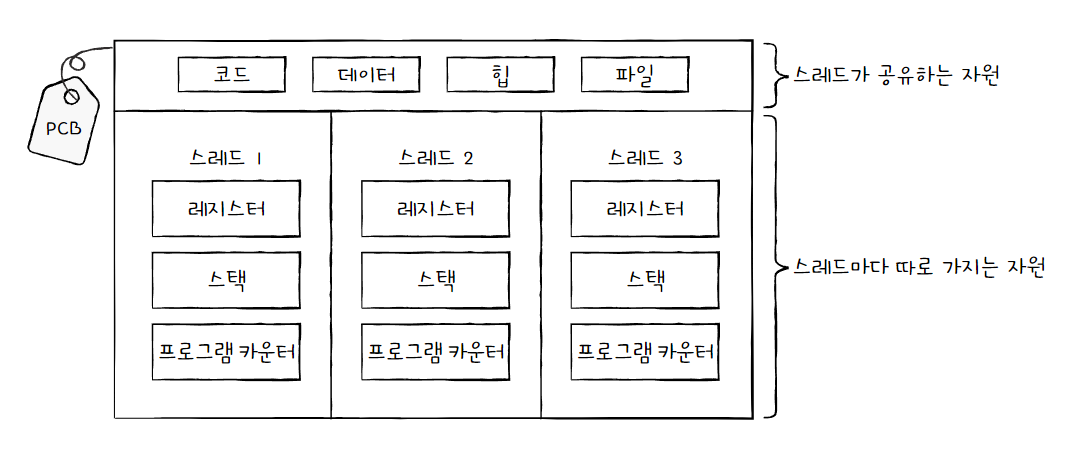 코드 데이터 힙 파일
스레드가 공유하는 자원
PCB
스레드 1 스레드 2 스레드 3
레지스터 레지스터 레지스터
스택 스택 스택
스레드마다 따로 가지는 자원
프로그램 카운터 프로그램 카운터 프로그램 카운터